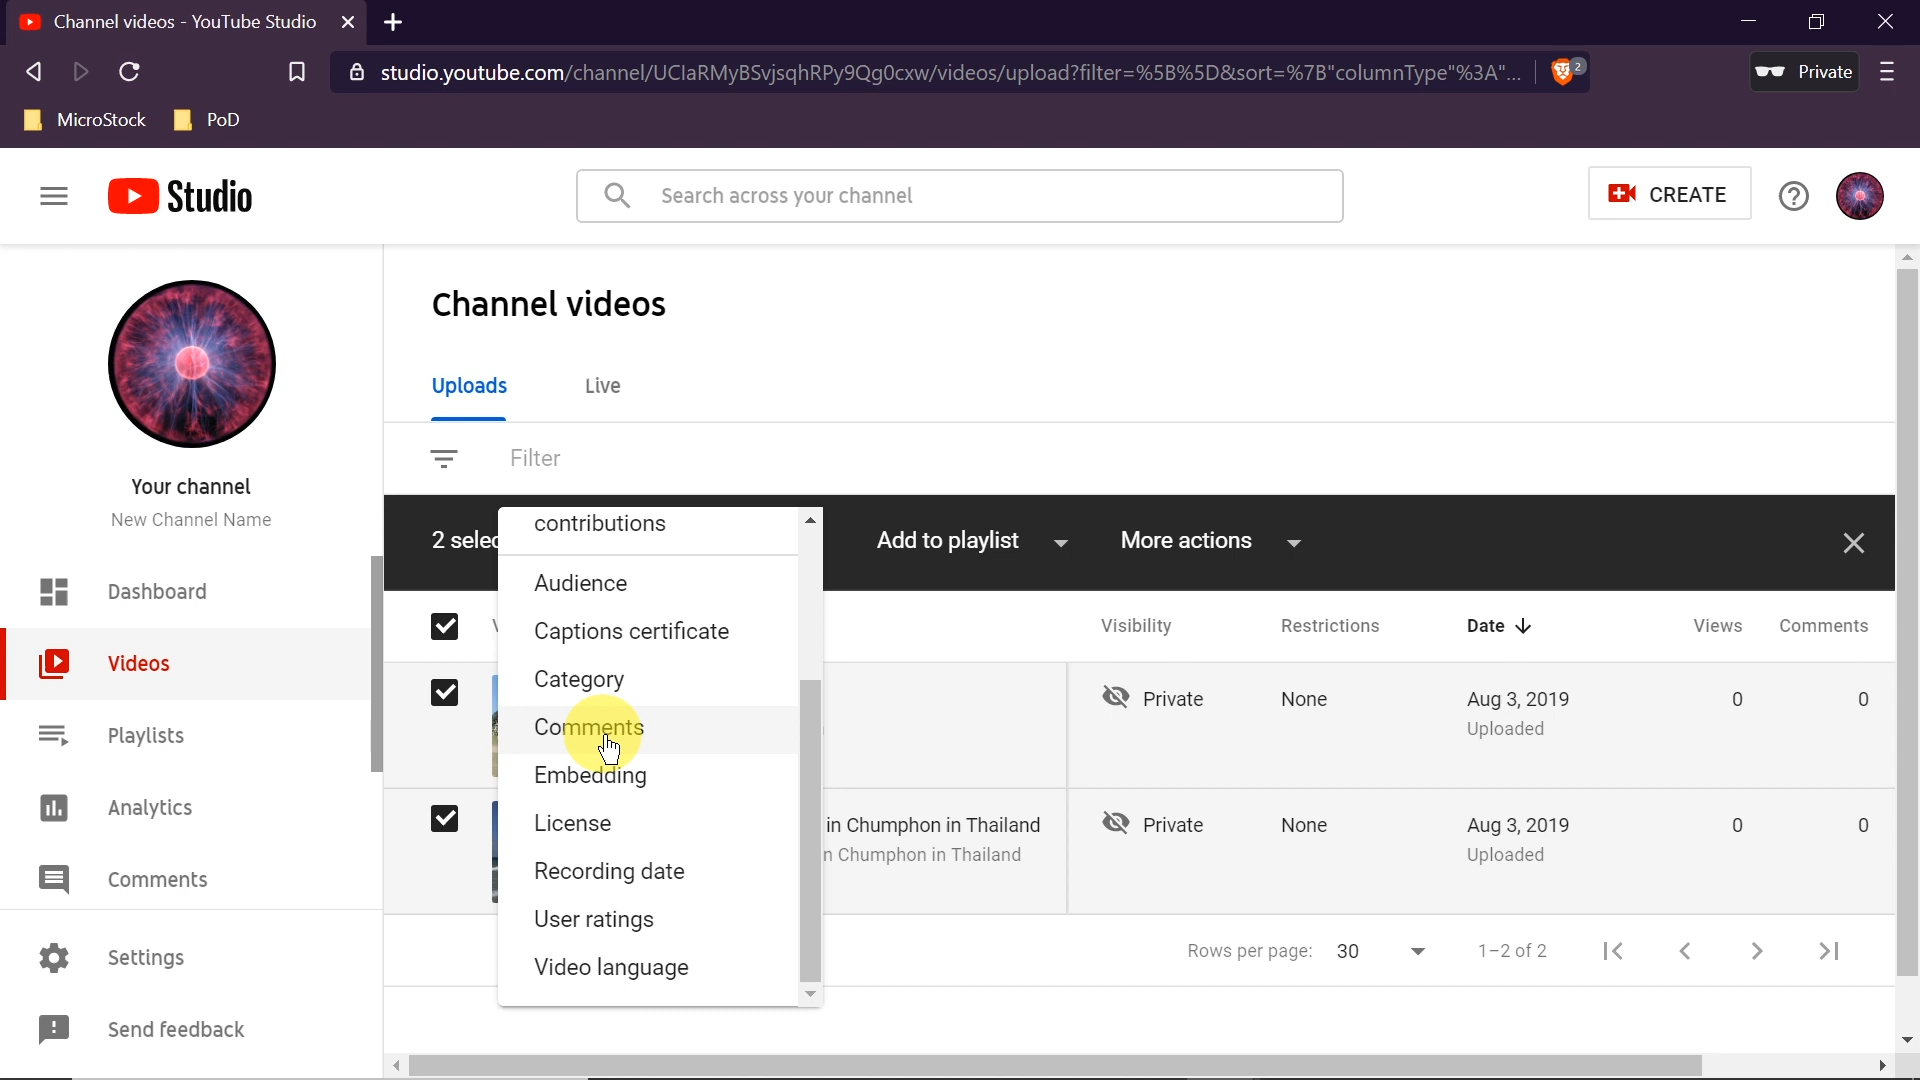 Channel videos - YouTube Studio
studio.youtube.com/channel/UClaRMyBSvjsqhRPy9Qg0cxw/videos/upload?filter=%5B%5D&sort=%7B"columnType"%3A"...
2
Private
MicroStock
PoD
Studio
Search across your channel
CREATE
Your channel
New Channel Name
Dashboard
Videos
Playlists
Analytics
Comments
Settings
Send feedback
Channel videos
Uploads
Live
Filter
2 selec
Add to playlist
More actions
contributions
Audience
Captions certificate
Category
Comments
Embedding
License
Recording date
User ratings
Video language
Visibility
Restrictions
Date
Views
Comments
Private
None
Aug 3, 2019
0
0
Uploaded
in Chumphon in Thailand
n Chumphon in Thailand
Private
None
Aug 3, 2019
0
0
Uploaded
Rows per page:
30
1–2 of 2